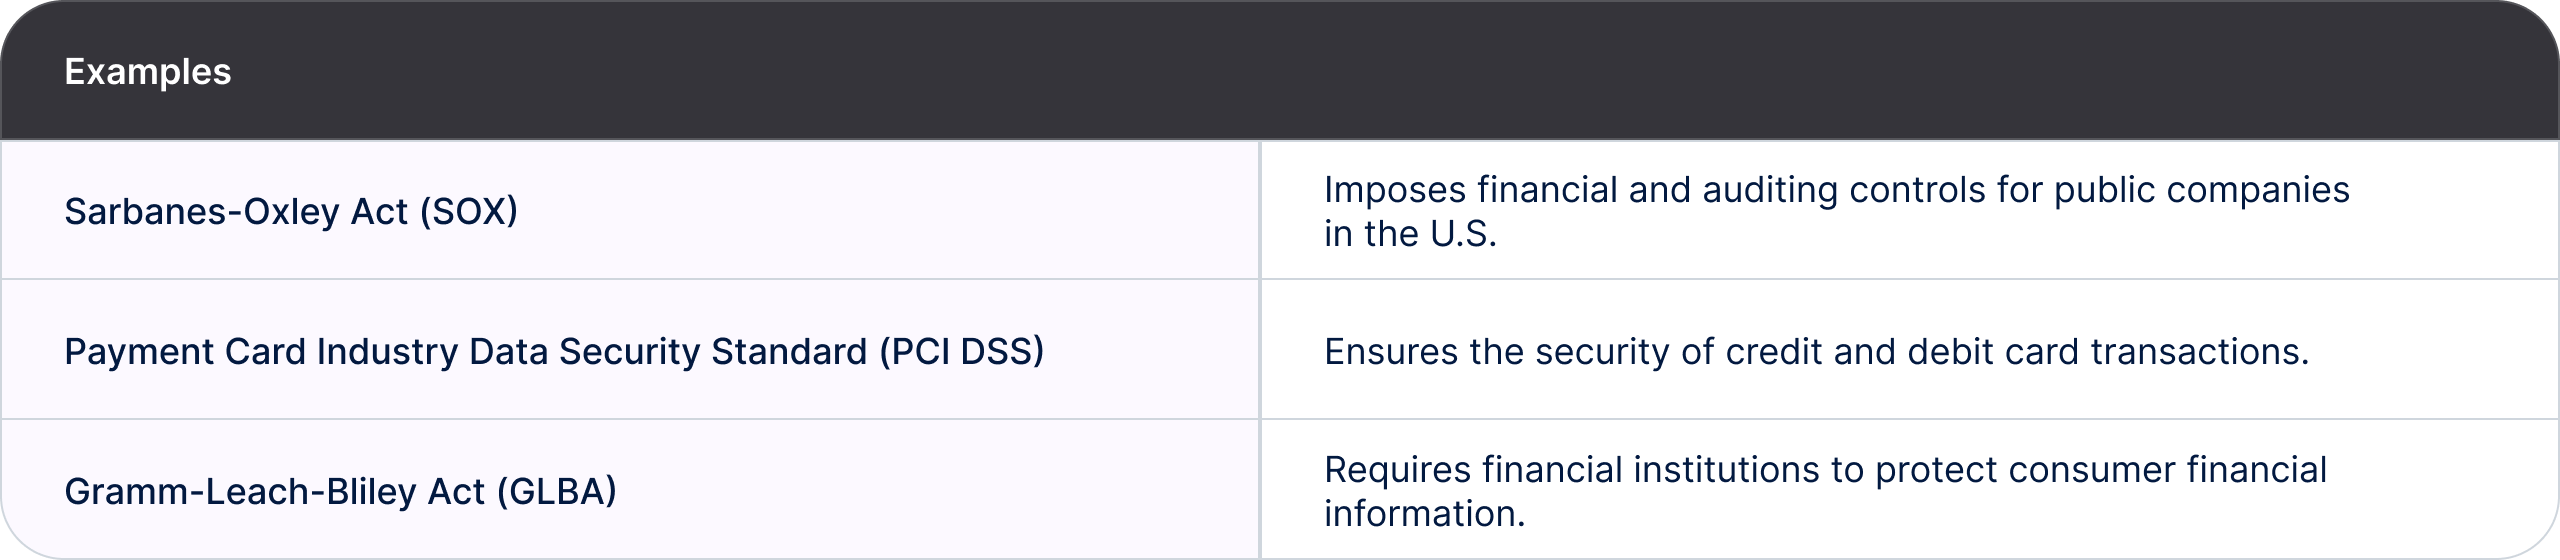 Examples
Sarbanes-Oxley Act (SOX)
Imposes financial and auditing controls for public companies
in the U.S.
Payment Card Industry Data Security Standard (PCI DSS)
Ensures the security of credit and debit card transactions.
Gramm-Leach-Bliley Act (GLBA)
Requires financial institutions to protect consumer financial
information.